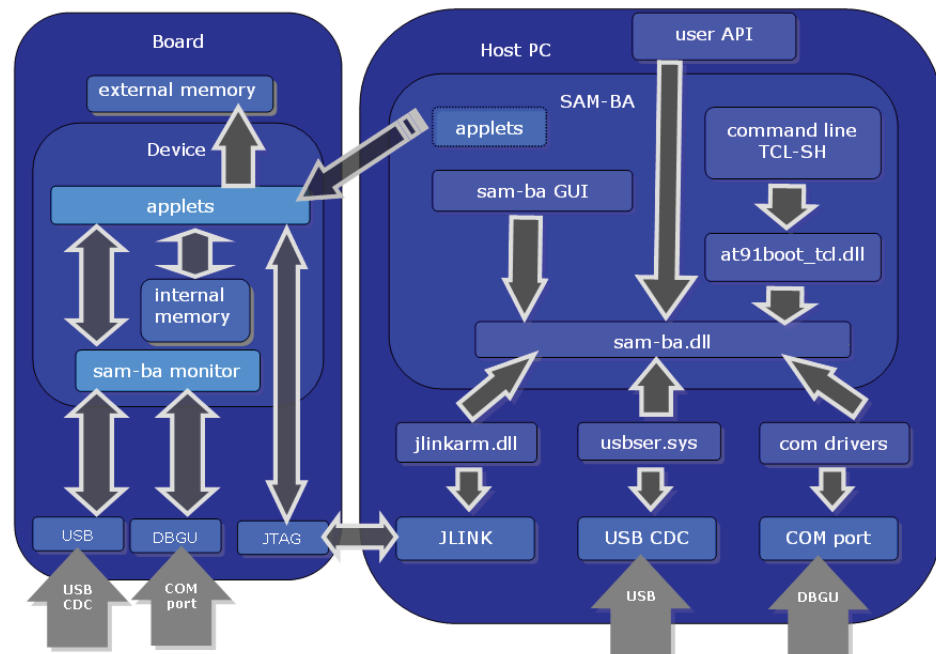 Board
external memory
Device
applets
internal
memory
sam-ba monitor
USB
DBGU
JTAG
USB
CDC
COM
port
Host PC
user API
SAM-BA
applets
command line
TCL-SH
sam-ba GUI
at91boot_tcl.dll
sam-ba.dll
jlinkarm.dll
usbser.sys
com drivers
JLINK
USB CDC
COM port
USB
DBGU